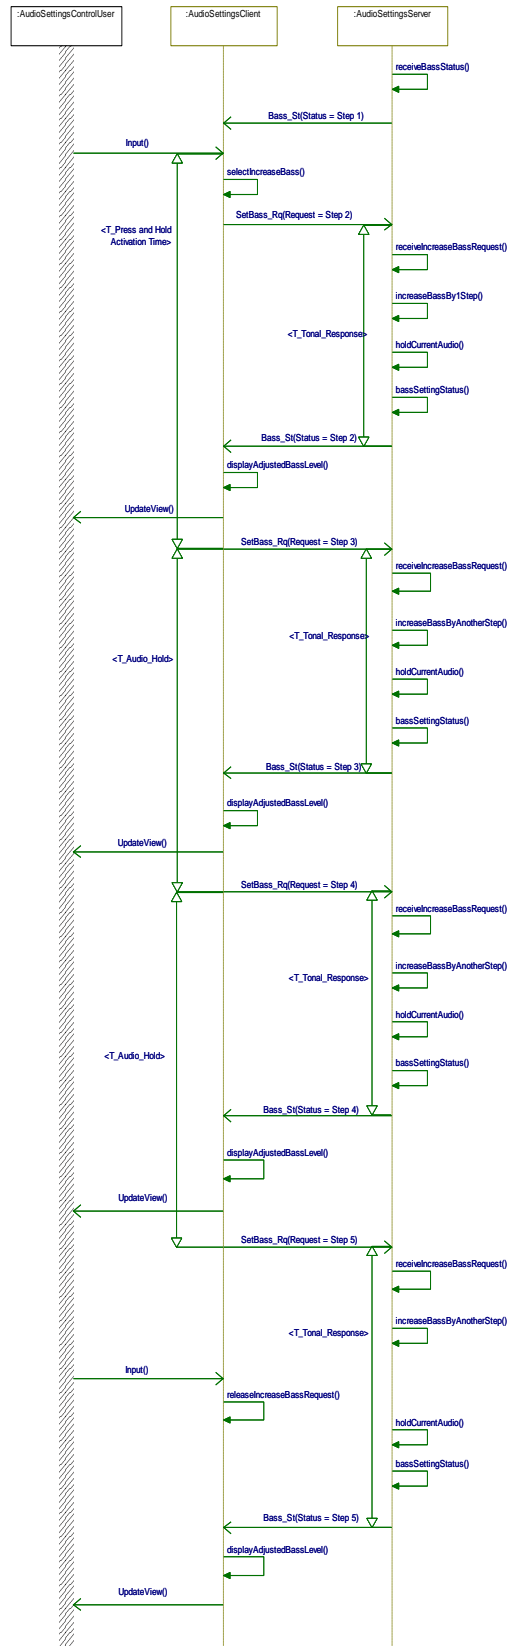 :AudioSettingsControlUser
:AudioSettingsClient
:AudioSettingsServer
receiveBassStatus()
Bass_St(Status = Step 1)
Input()
selectIncreaseBass()
SetBass_Rq(Request = Step 2)
<T_Press and Hold
Activation Time>
receiveIncreaseBassRequest()
increaseBassBy1Step()
<T_Tonal_Response>
holdCurrentAudio()
bassSettingStatus()
Bass_St(Status = Step 2)
displayAdjustedBassLevel()
UpdateView()
SetBass_Rq(Request = Step 3)
receiveIncreaseBassRequest()
increaseBassByAnotherStep()
<T_Tonal_Response>
<T_Audio_Hold>
holdCurrentAudio()
bassSettingStatus()
Bass_St(Status = Step 3)
displayAdjustedBassLevel()
UpdateView()
SetBass_Rq(Request = Step 4)
receiveIncreaseBassRequest()
increaseBassByAnotherStep()
<T_Tonal_Response>
holdCurrentAudio()
<T_Audio_Hold>
bassSettingStatus()
Bass_St(Status = Step 4)
displayAdjustedBassLevel()
UpdateView()
SetBass_Rq(Request = Step 5)
receiveIncreaseBassRequest()
increaseBassByAnotherStep()
<T_Tonal_Response>
Input()
releaseIncreaseBassRequest()
holdCurrentAudio()
bassSettingStatus()
Bass_St(Status = Step 5)
displayAdjustedBassLevel()
UpdateView()